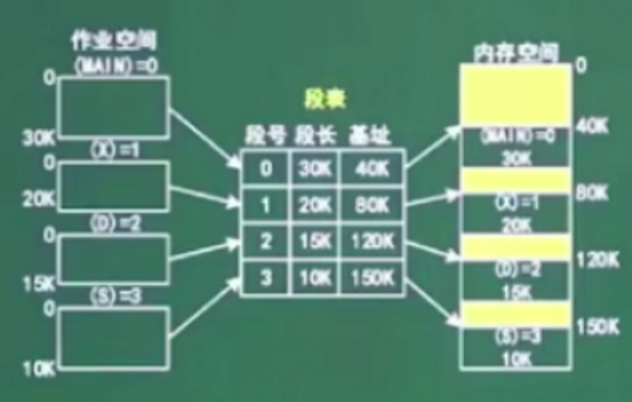 作业空间
(MAIN)=0
0
30K
(X)=1
0
20K
(D)=2
0
15K
(S)=3
0
10K
段表
段号 段长 基址
0 30K 40K
1 20K 80K
2 15K 120K
3 10K 150K
内存空间
0
40K
(MAIN)=0
30K
80K
(X)=1
20K
120K
(D)=2
15K
150K
(S)=3
10K